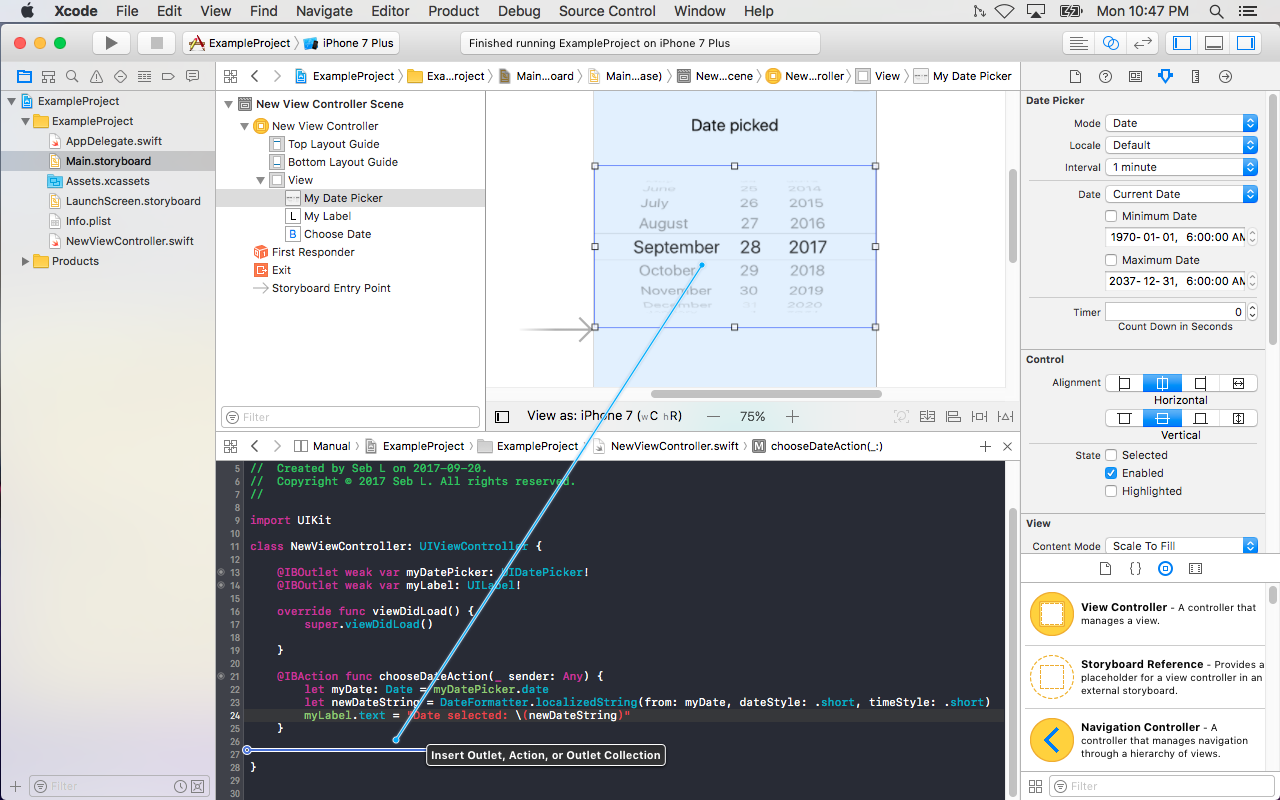 Xcode File Edit View Find Navigate Editor Product Debug Source Control Window Help Mon 10:47 PM
ExampleProject iPhone 7 Plus
Finished running ExampleProject on iPhone 7 Plus
ExampleProject
ExampleProject
AppDelegate.swift
Main.storyboard
Assets.xcassets
LaunchScreen.storyboard
Info.plist
NewViewController.swift
Products
Filter
ExampleProject Exa...roject Main...oard Main...ase) New...cene New...roller View My Date Picker
New View Controller Scene
New View Controller
Top Layout Guide
Bottom Layout Guide
View
My Date Picker
L My Label
B Choose Date
First Responder
Exit
Storyboard Entry Point
Filter
Date picked
June 25 2014
July 26 2015
August 27 2016
September 28 2017
October 29 2018
November 30 2019
December 31 2020
View as: iPhone 7 (wC hR) — 75% +
Manual ExampleProject ExampleProject NewViewController.swift M chooseDateAction(_:)
5 //  Created by Seb L on 2017-09-20.
6 //  Copyright © 2017 Seb L. All rights reserved.
7 //
8
9 import UIKit
10
11 class NewViewController: UIViewController {
12
13 @IBOutlet weak var myDatePicker: UIDatePicker!
14 @IBOutlet weak var myLabel: UILabel!
15
16 override func viewDidLoad() {
17 super.viewDidLoad()
18
19 }
20
21 @IBAction func chooseDateAction(_ sender: Any) {
22 let myDate: Date = myDatePicker.date
23 let newDateString = DateFormatter.localizedString(from: myDate, dateStyle: .short, timeStyle: .short)
24 myLabel.text = "Date selected: \(newDateString)"
25 }
26
27
Insert Outlet, Action, or Outlet Collection
28 }
29
30
Date Picker
Mode Date
Locale Default
Interval 1 minute
Date Current Date
Minimum Date
1970-01-01, 6:00:00 AM
Maximum Date
2037-12-31, 6:00:00 AM
Timer 0
Count Down in Seconds
Control
Alignment
Horizontal
Vertical
State Selected
Enabled
Highlighted
View
Content Mode Scale To Fill
{ }
View Controller - A controller that
manages a view.
Storyboard Reference - Provides a
placeholder for a view controller in an
external storyboard.
Navigation Controller - A
controller that manages navigation
through a hierarchy of views.
Filter